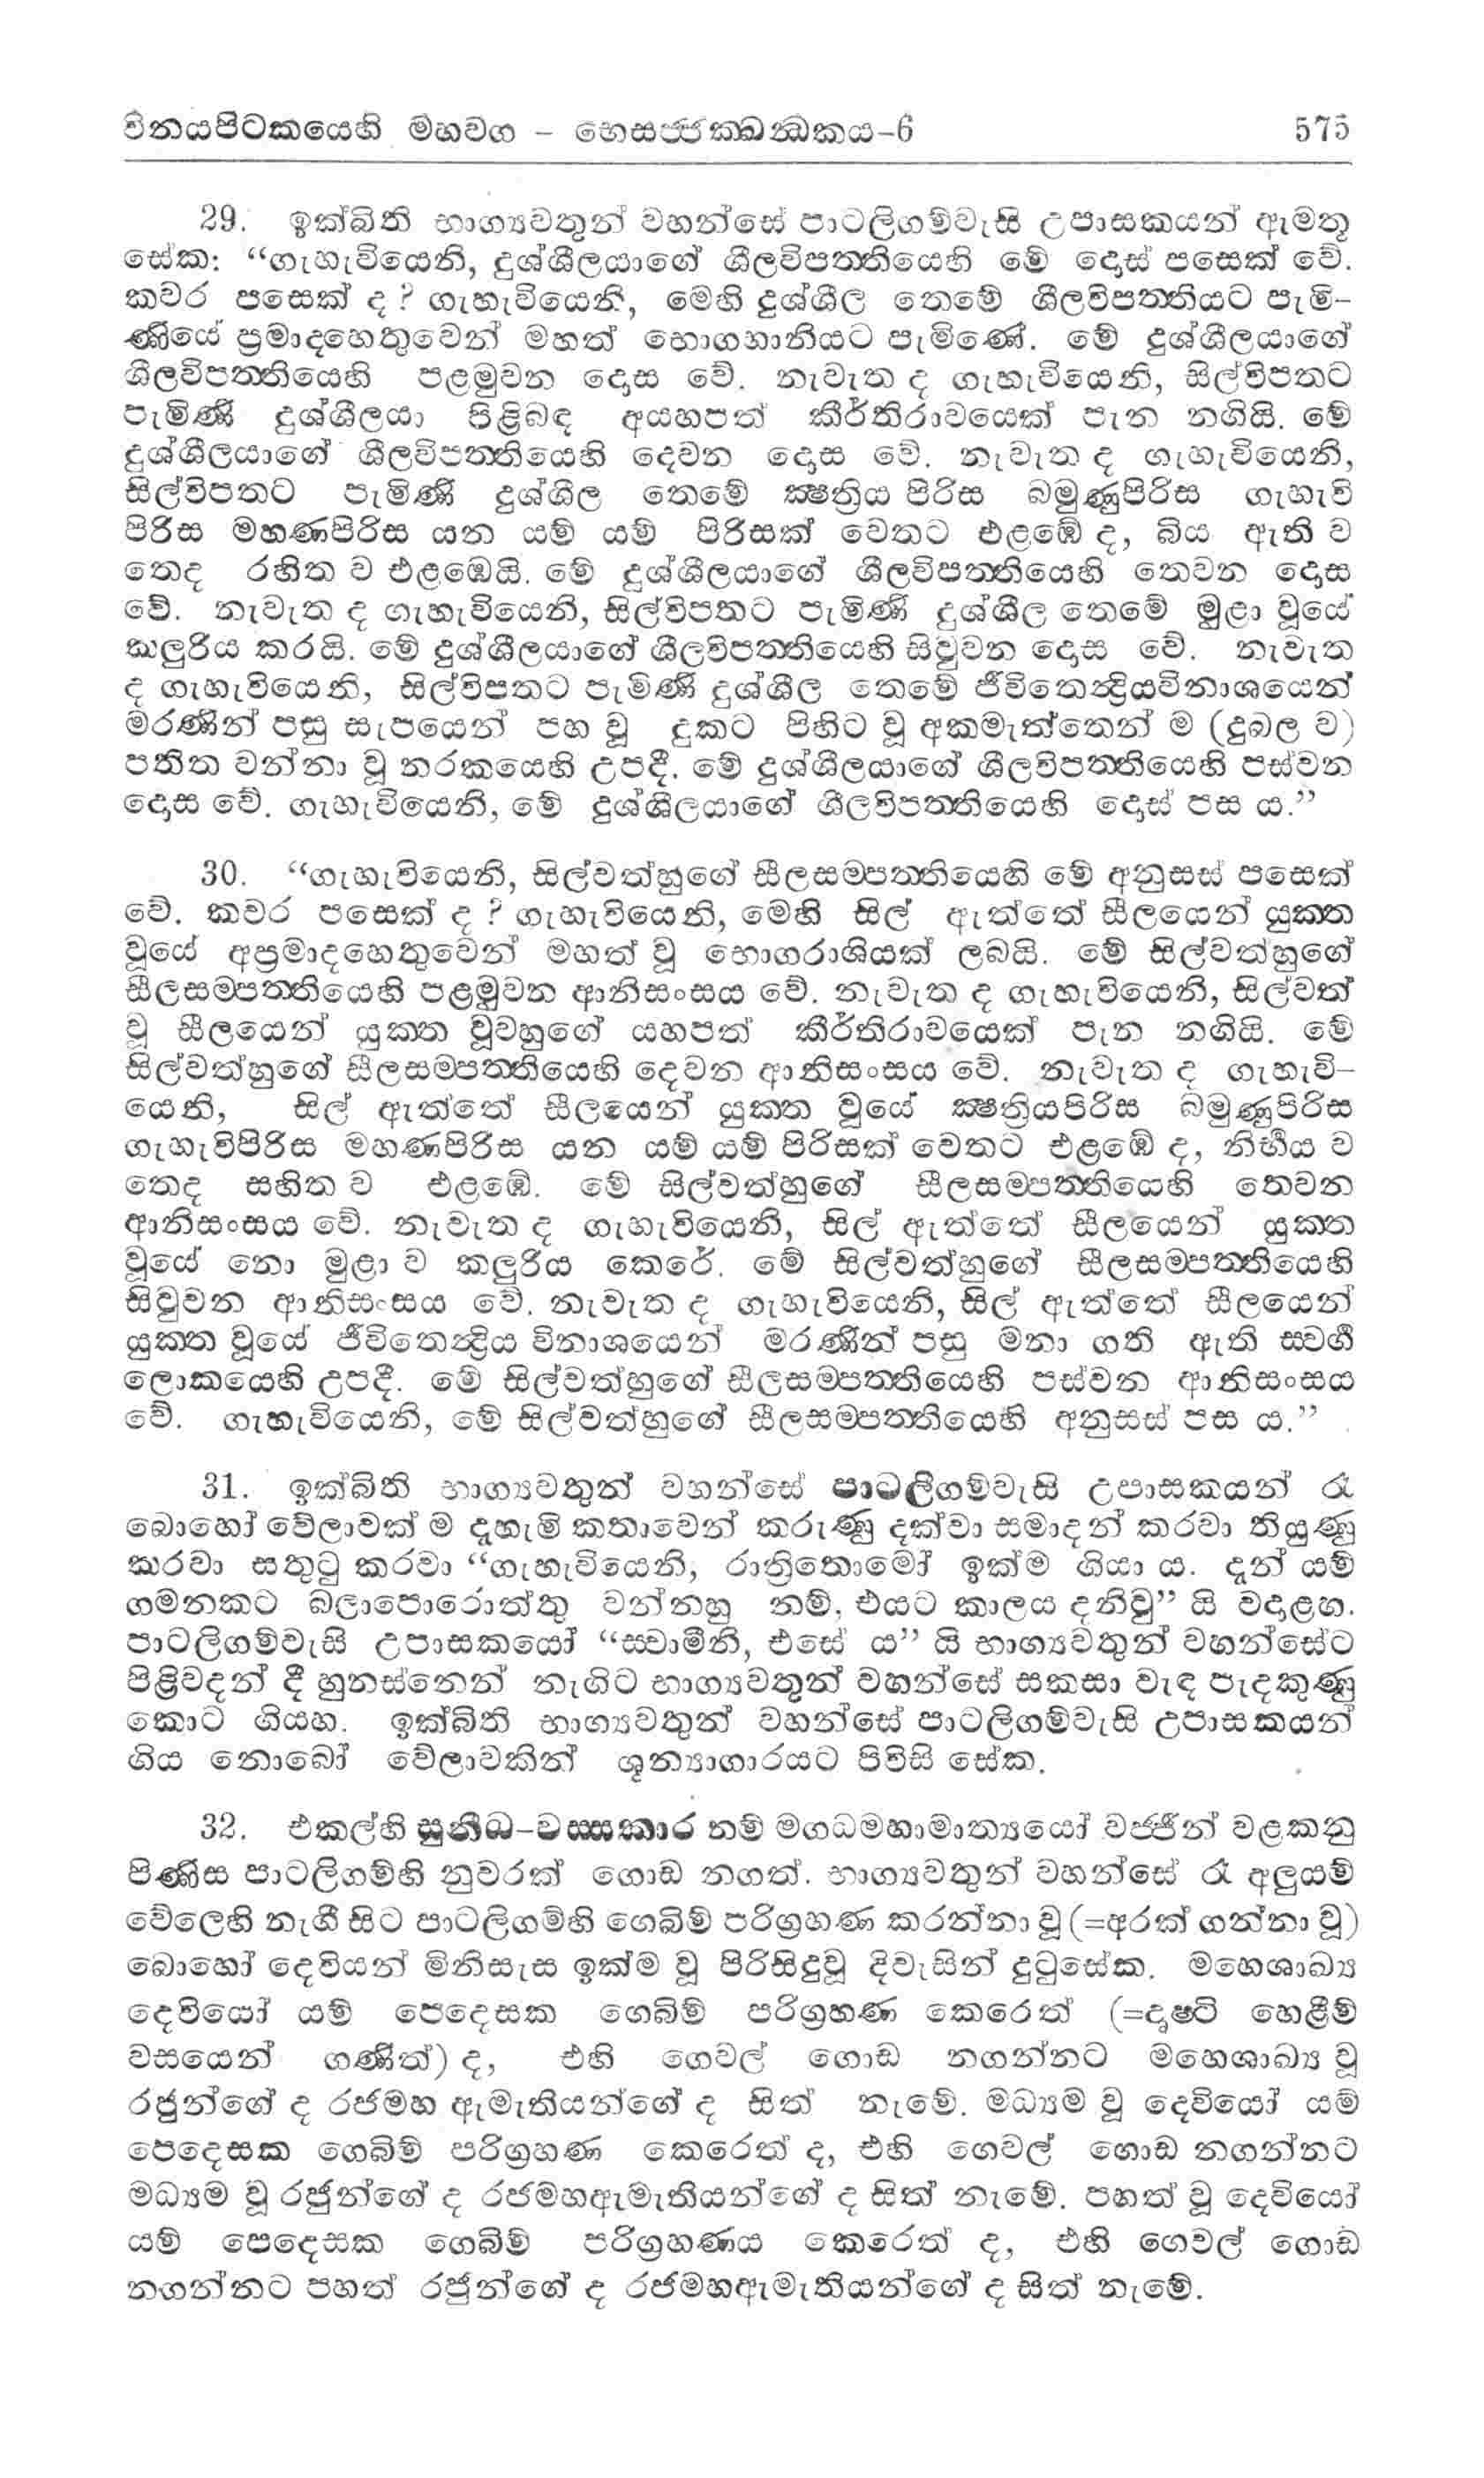 විනයපිටකයෙහි මහවග – භෙසජ්ජක්ඛන්ධකය-6 575
29. ඉක්බිති භාග්‍යවතුන් වහන්සේ පාටලිගම්වැසි උපාසකයන් ඇමතූ
සේක: “ගැහැවියෙනි, දුශ්ශීලයාගේ ශීලවිපත්තියෙහි මේ දොස් පසෙක් වේ.
කවර පසෙක් ද ? ගැහැවියෙනි, මෙහි දුශ්ශීල තෙමේ ශීලවිපත්තියට පැමි-
ණියේ ප්‍රමාදහෙතුවෙන් මහත් භොගහානියට පැමිණේ. මේ දුශ්ශීලයාගේ
ශීලවිපත්තියෙහි පළමුවන දොස වේ. නැවැත ද ගැහැවියෙනි, සිල්විපතට
පැමිණි දුශ්ශීලයා පිළිබඳ අයහපත් කීර්තිරාවයෙක් පැන නගියි. මේ
දුශ්ශීලයාගේ ශීලවිපත්තියෙහි දෙවන දොස වේ. නැවැත ද ගැහැවියෙනි,
සිල්විපතට පැමිණි දුශ්ශීල තෙමේ ක්‍ෂත්‍රිය පිරිස බමුණුපිරිස ගැහැවි
පිරිස මහණපිරිස යන යම් යම් පිරිසක් වෙතට එළඹේ ද, බිය ඇති ව
තෙද රහිත ව එළඹෙයි. මේ දුශ්ශීලයාගේ ශීලවිපත්තියෙහි තෙවන දොස
වේ. නැවැත ද ගැහැවියෙනි, සිල්විපතට පැමිණි දුශ්ශීල තෙමේ මුළා වූයේ
කලුරිය කරයි. මේ දුශ්ශීලයාගේ ශීලවිපත්තියෙහි සිවුවන දොස වේ. නැවැත
ද ගැහැවියෙනි, සිල්විපතට පැමිණි දුශ්ශීල තෙමේ ජීවිතෙන්ද්‍රියවිනාශයෙන්
මරණින් පසු සැපයෙන් පහ වූ දුකට පිහිට වූ අකමැත්තෙන් ම (දුබල ව)
පතිත වන්නා වූ නරකයෙහි උපදී. මේ දුශ්ශීලයාගේ ශීලවිපත්තියෙහි පස්වන
දොස වේ. ගැහැවියෙනි, මේ දුශ්ශීලයාගේ ශීලවිපත්තියෙහි දොස් පස ය.”
30. “ගැහැවියෙනි, සිල්වත්හුගේ සීලසම්පත්තියෙහි මේ අනුසස් පසෙක්
වේ. කවර පසෙක් ද ? ගැහැවියෙනි, මෙහි සිල් ඇත්තේ සීලයෙන් යුක්ත
වූයේ අප්‍රමාදහෙතුවෙන් මහත් වූ භොගරාශියක් ලබයි. මේ සිල්වත්හුගේ
සීලසම්පත්තියෙහි පළමුවන ආනිසංසය වේ. නැවැත ද ගැහැවියෙනි, සිල්වත්
වූ සීලයෙන් යුක්ත වූවහුගේ යහපත් කීර්තිරාවයෙක් පැන නගියි. මේ
සිල්වත්හුගේ සීලසම්පත්තියෙහි දෙවන ආනිසංසය වේ. නැවැත ද ගැහැවි-
යෙනි, සිල් ඇත්තේ සීලයෙන් යුක්ත වූයේ ක්‍ෂත්‍රියපිරිස බමුණුපිරිස
ගැහැවිපිරිස මහණපිරිස යන යම් යම් පිරිසක් වෙතට එළඹේ ද, නිර්භය ව
තෙද සහිත ව එළඹේ. මේ සිල්වත්හුගේ සීලසම්පත්තියෙහි තෙවන
ආනිසංසය වේ. නැවැත ද ගැහැවියෙනි, සිල් ඇත්තේ සීලයෙන් යුක්ත
වූයේ නො මුළා ව කලුරිය කෙරේ. මේ සිල්වත්හුගේ සීලසම්පත්තියෙහි
සිවුවන ආනිසංසය වේ. නැවැත ද ගැහැවියෙනි, සිල් ඇත්තේ සීලයෙන්
යුක්ත වූයේ ජීවිතෙන්ද්‍රිය විනාශයෙන් මරණින් පසු මනා ගති ඇති ස්වර්ග
ලොකයෙහි උපදී. මේ සිල්වත්හුගේ සීලසම්පත්තියෙහි පස්වන ආනිසංසය
වේ. ගැහැවියෙනි, මේ සිල්වත්හුගේ සීලසම්පත්තියෙහි අනුසස් පස ය.”
31. ඉක්බිති භාග්‍යවතුන් වහන්සේ පාටලිගම්වැසි උපාසකයන් රෑ
බොහෝ වේලාවක් ම දැහැමි කතාවෙන් කරුණු දක්වා සමාදන් කරවා තියුණු
කරවා සතුටු කරවා “ගැහැවියෙනි, රාත්‍රිතොමෝ ඉක්ම ගියා ය. දැන් යම්
ගමනකට බලාපොරොත්තු වන්නහු නම්, එයට කාලය දනිවු” යි වදාළහ.
පාටලිගම්වැසි උපාසකයෝ “ස්වාමීනි, එසේ ය” යි භාග්‍යවතුන් වහන්සේට
පිළිවදන් දී හුනස්නෙන් නැගිට භාග්‍යවතුන් වහන්සේ සකසා වැඳ පැදකුණු
කොට ගියහ. ඉක්බිති භාග්‍යවතුන් වහන්සේ පාටලිගම්වැසි උපාසකයන්
ගිය නොබෝ වේලාවකින් ශූන්‍යාගාරයට පිවිසි සේක.
32. එකල්හි සුනීධ-වස්සකාර නම් මගධමහාමාත්‍යයෝ වජ්ජීන් වළකනු
පිණිස පාටලිගම්හි නුවරක් ගොඩ නගත්. භාග්‍යවතුන් වහන්සේ රෑ අලුයම්
වේලෙහි නැගී සිට පාටලිගම්හි ගෙබිම් පරිග්‍රහණ කරන්නා වූ (=අරක් ගන්නා වූ)
බොහෝ දෙවියන් මිනිසැස ඉක්ම වූ පිරිසිදුවූ දිවැසින් දුටුසේක. මහෙශාඛ්‍ය
දෙවියෝ යම් පෙදෙසක ගෙබිම් පරිග්‍රහණ කෙරෙත් (=දෘෂ්ටි හෙළීම්
වසයෙන් ගණිත්) ද, එහි ගෙවල් ගොඩ නගන්නට මහෙශාඛ්‍ය වූ
රජුන්ගේ ද රජමහ ඇමැතියන්ගේ ද සිත් නැමේ. මධ්‍යම වූ දෙවියෝ යම්
පෙදෙසක ගෙබිම් පරිග්‍රහණ කෙරෙත් ද, එහි ගෙවල් ගොඩ නගන්නට
මධ්‍යම වූ රජුන්ගේ ද රජමහඇමැතියන්ගේ ද සිත් නැමේ. පහත් වූ දෙවියෝ
යම් පෙදෙසක ගෙබිම් පරිග්‍රහණය කෙරෙත් ද, එහි ගෙවල් ගොඩ
නගන්නට පහත් රජුන්ගේ ද රජමහඇමැතියන්ගේ ද සිත් නැමේ.